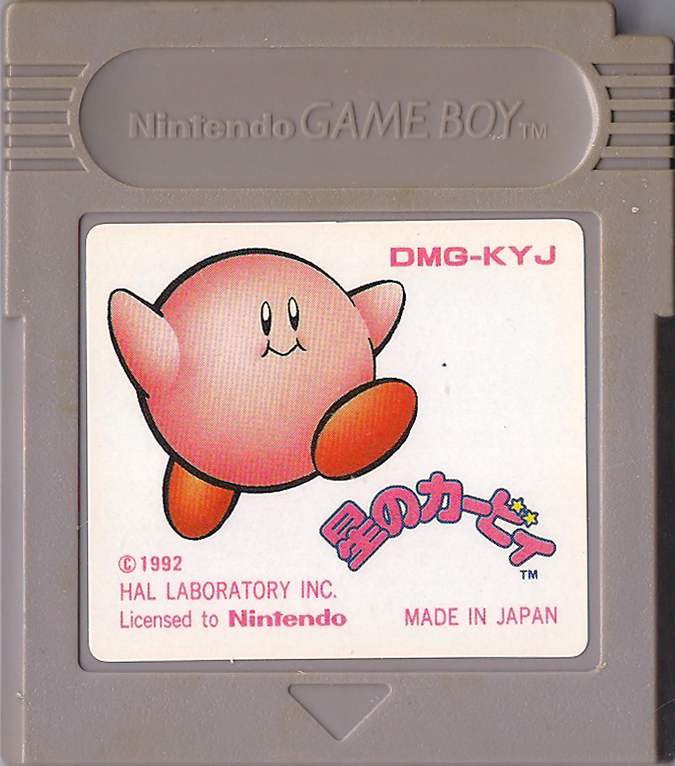 Nintendo GAME BOY TM
DMG-KYJ
星のカービィ
TM
©1992
HAL LABORATORY INC.
Licensed to Nintendo
MADE IN JAPAN